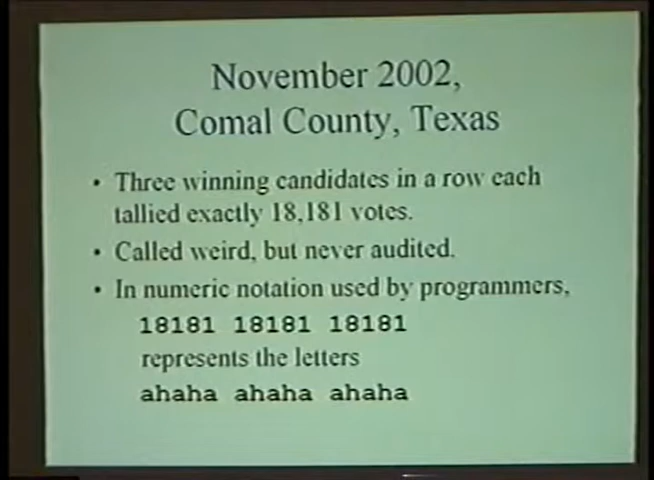 November 2002,
Comal County, Texas
• Three winning candidates in a row each
tallied exactly 18,181 votes.
• Called weird, but never audited.
• In numeric notation used by programmers,
18181 18181 18181
represents the letters
ahaha ahaha ahaha